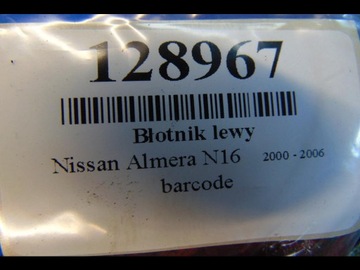 128967
Błotnik lewy
Nissan Almera N16 2000 - 2006
barcode